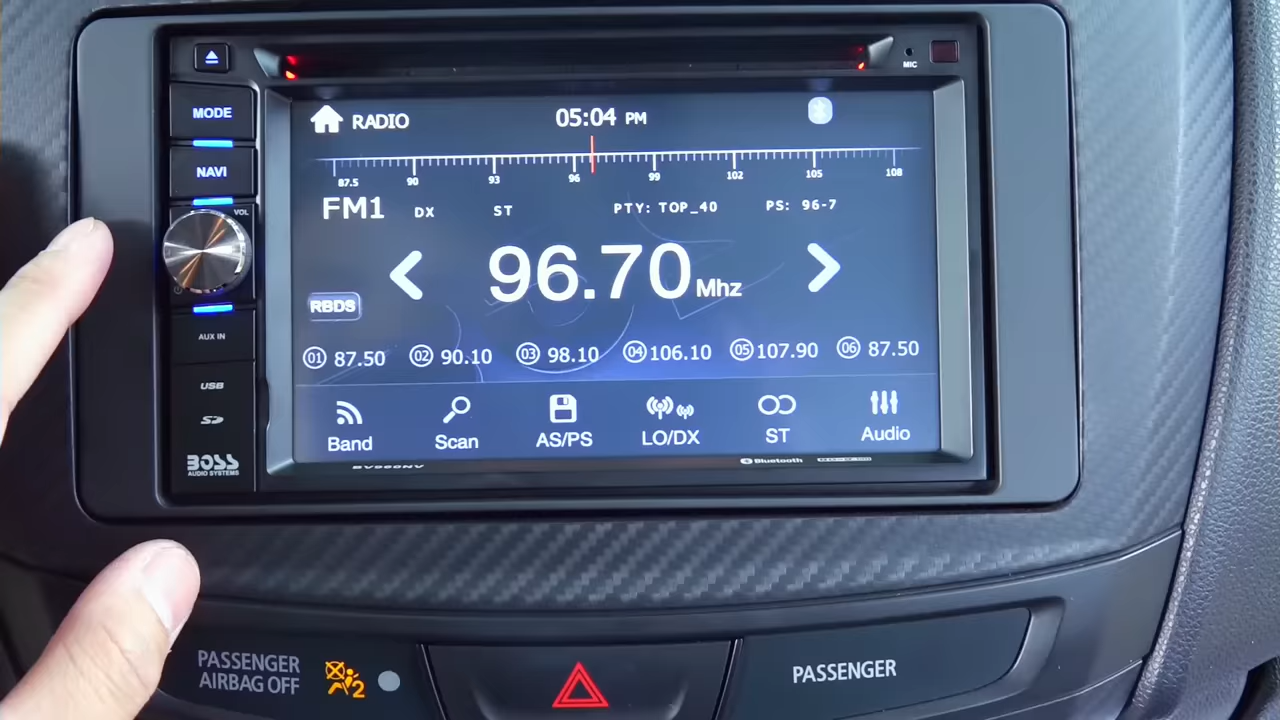 MIC
MODE
NAVI
VOL
AUX IN
USB
BOSS
AUDIO SYSTEMS
RADIO 05:04 PM
87.5 90 93 96 99 102 105 108
FM1 DX ST PTY: TOP_40 PS: 96-7
96.70 Mhz
RBDS
01 87.50 02 90.10 03 98.10 04 106.10 05 107.90 06 87.50
Band Scan AS/PS LO/DX ST Audio
Bluetooth
PASSENGER
AIRBAG OFF
2
PASSENGER